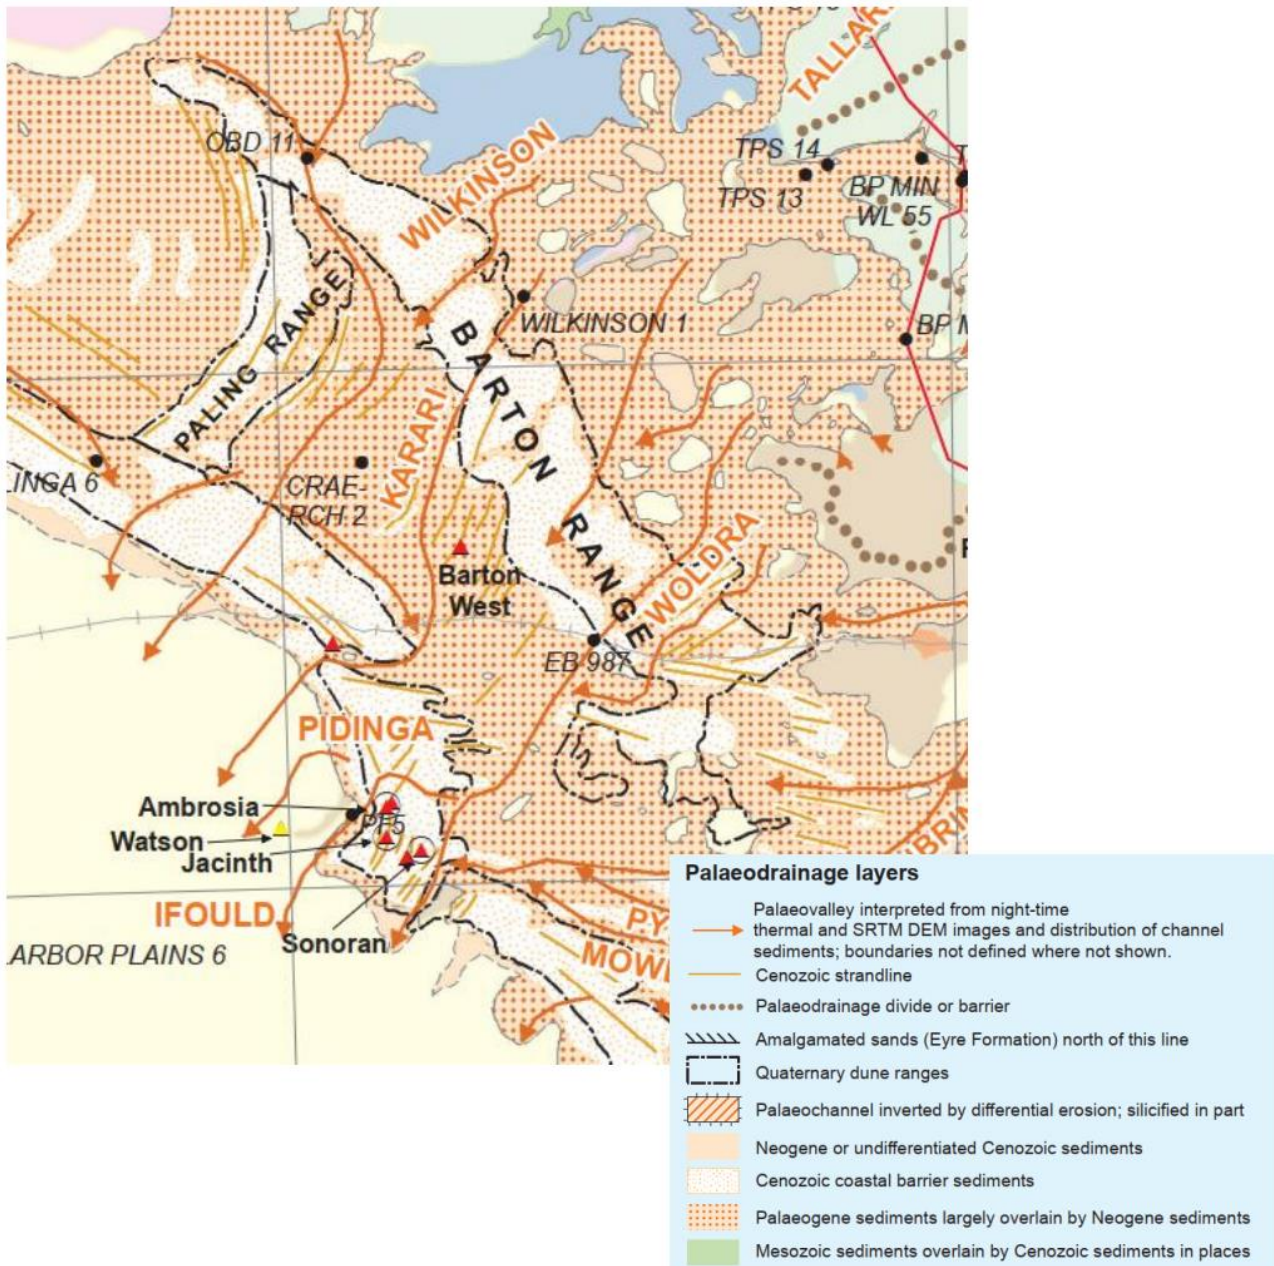 TALLAR
OBD 11
WILKINSON
TPS 14
TPS 13
BP MIN
WL 55
PALING RANGE
WILKINSON 1
BP M
BARTON RANGE
KARARI
INGA 6
CRAE-
RCH 2
WOLDRA
Barton
West
EB 987
PIDINGA
Ambrosia
PF5
Watson
Jacinth
BRIN
IFOULD
Sonoran
PY
MOWL
ARBOR PLAINS 6
Palaeodrainage layers
Palaeovalley interpreted from night-time
thermal and SRTM DEM images and distribution of channel
sediments; boundaries not defined where not shown.
Cenozoic strandline
Palaeodrainage divide or barrier
Amalgamated sands (Eyre Formation) north of this line
Quaternary dune ranges
Palaeochannel inverted by differential erosion; silicified in part
Neogene or undifferentiated Cenozoic sediments
Cenozoic coastal barrier sediments
Palaeogene sediments largely overlain by Neogene sediments
Mesozoic sediments overlain by Cenozoic sediments in places